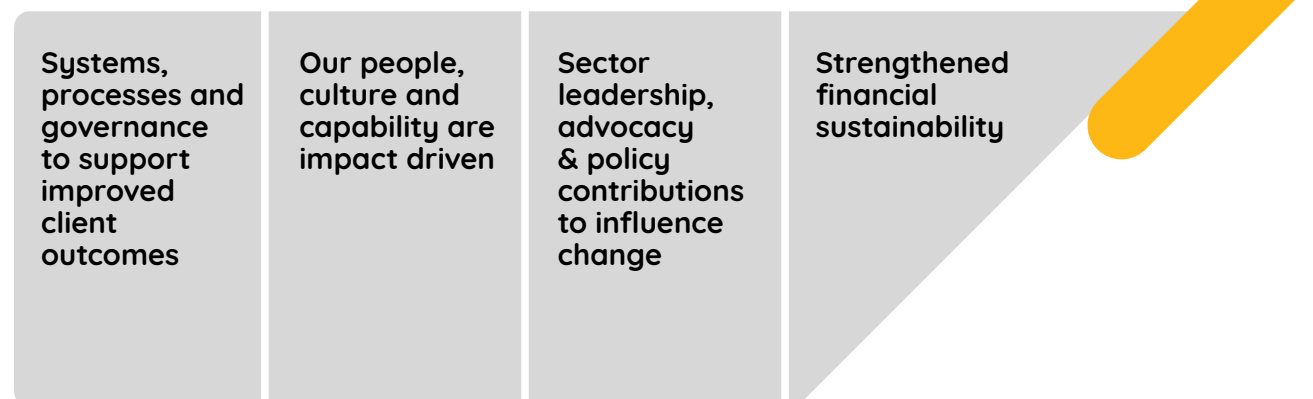 Systems,
processes and
governance
to support
improved
client
outcomes
Our people,
culture and
capability are
impact driven
Sector
leadership,
advocacy
& policy
contributions
to influence
change
Strengthened
financial
sustainability